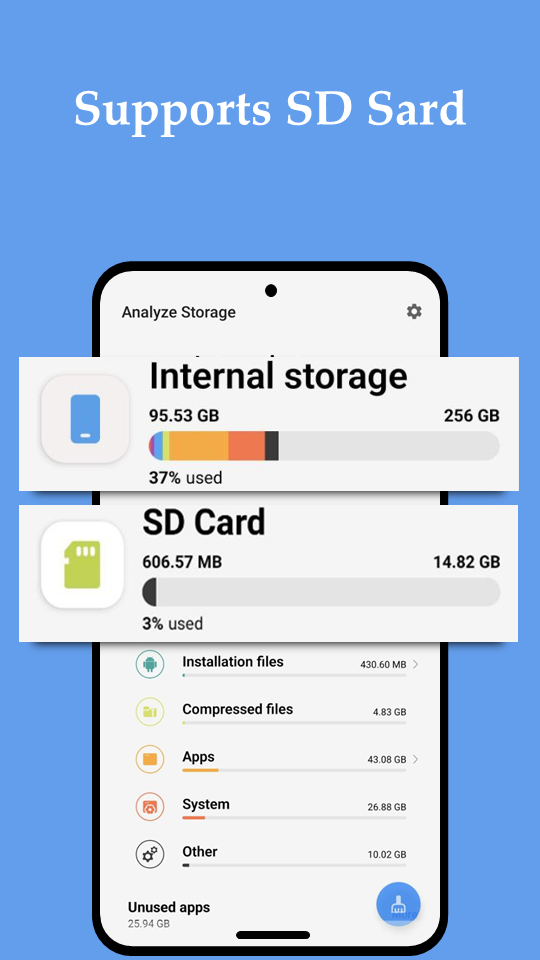 Supports SD Sard
Analyze Storage
Internal storage
95.53 GB 256 GB
37% used
SD Card
606.57 MB 14.82 GB
3% used
Installation files 430.60 MB
Compressed files 4.83 GB
Apps 43.08 GB
System 26.88 GB
Other 10.02 GB
Unused apps
25.94 GB